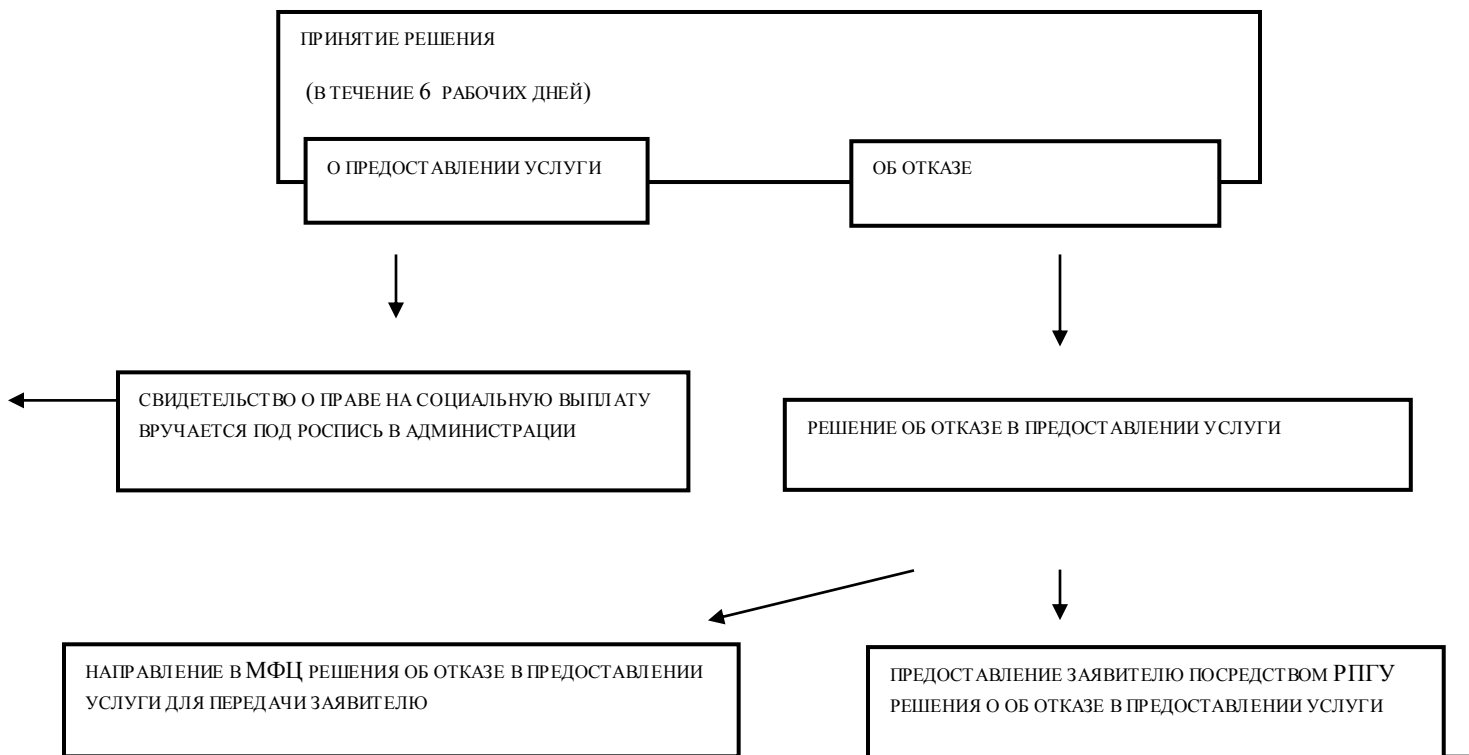 ПРИНЯТИЕ РЕШЕНИЯ
(В ТЕЧЕНИЕ 6 РАБОЧИХ ДНЕЙ)
О ПРЕДОСТАВЛЕНИИ УСЛУГИ
ОБ ОТКАЗЕ
СВИДЕТЕЛЬСТВО О ПРАВЕ НА СОЦИАЛЬНУЮ ВЫПЛАТУ
ВРУЧАЕТСЯ ПОД РОСПИСЬ В АДМИНИСТРАЦИИ
РЕШЕНИЕ ОБ ОТКАЗЕ В ПРЕДОСТАВЛЕНИИ УСЛУГИ
НАПРАВЛЕНИЕ В МФЦ РЕШЕНИЯ ОБ ОТКАЗЕ В ПРЕДОСТАВЛЕНИИ
УСЛУГИ ДЛЯ ПЕРЕДАЧИ ЗАЯВИТЕЛЮ
ПРЕДОСТАВЛЕНИЕ ЗАЯВИТЕЛЮ ПОСРЕДСТВОМ РПГУ
РЕШЕНИЯ О ОБ ОТКАЗЕ В ПРЕДОСТАВЛЕНИИ УСЛУГИ